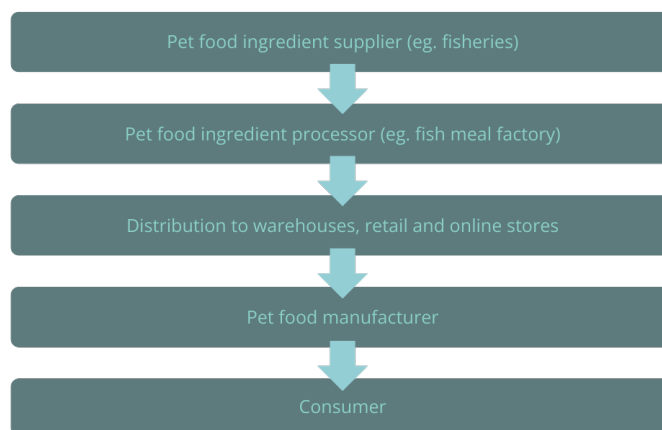 Pet food ingredient supplier (eg. fisheries)
Pet food ingredient processor (eg. fish meal factory)
Distribution to warehouses, retail and online stores
Pet food manufacturer
Consumer